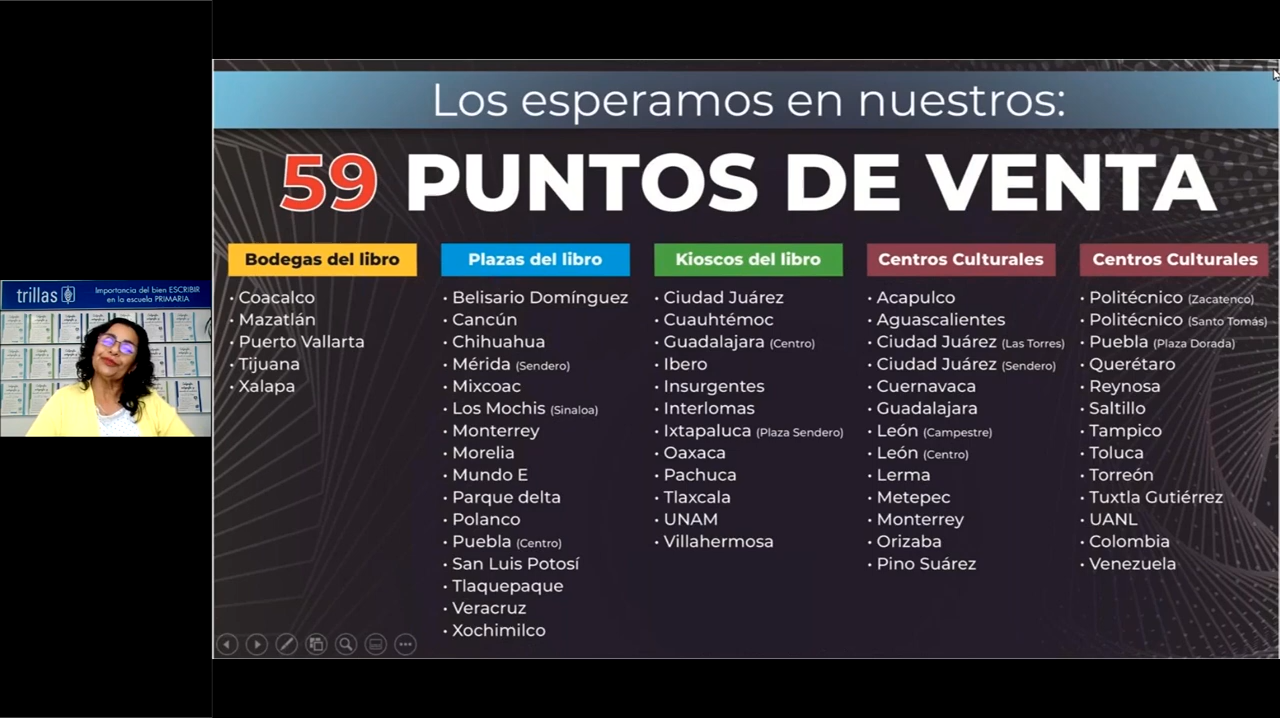 Los esperamos en nuestros:
59 PUNTOS DE VENTA
Bodegas del libro
• Coacalco
• Mazatlán
• Puerto Vallarta
• Tijuana
• Xalapa
Plazas del libro
• Belisario Domínguez
• Cancún
• Chihuahua
• Mérida (Sendero)
• Mixcoac
• Los Mochis (Sinaloa)
• Monterrey
• Morelia
• Mundo E
• Parque delta
• Polanco
• Puebla (Centro)
• San Luis Potosí
• Tlaquepaque
• Veracruz
• Xochimilco
Kioscos del libro
• Ciudad Juárez
• Cuauhtémoc
• Guadalajara (Centro)
• Ibero
• Insurgentes
• Interlomas
• Ixtapaluca (Plaza Sendero)
• Oaxaca
• Pachuca
• Tlaxcala
• UNAM
• Villahermosa
Centros Culturales
• Acapulco
• Aguascalientes
• Ciudad Juárez (Las Torres)
• Ciudad Juárez (Sendero)
• Cuernavaca
• Guadalajara
• León (Campestre)
• León (Centro)
• Lerma
• Metepec
• Monterrey
• Orizaba
• Pino Suárez
Centros Culturales
• Politécnico (Zacatenco)
• Politécnico (Santo Tomás)
• Puebla (Plaza Dorada)
• Querétaro
• Reynosa
• Saltillo
• Tampico
• Toluca
• Torreón
• Tuxtla Gutiérrez
• UANL
• Colombia
• Venezuela
trillas
Importancia del bien ESCRIBIR
en la escuela PRIMARIA